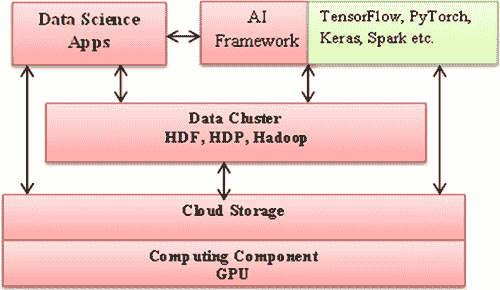 Data Science
Apps
AI
Framework
TensorFlow, PyTorch,
Keras, Spark etc.
Data Cluster
HDF, HDP, Hadoop
Cloud Storage
Computing Component
GPU